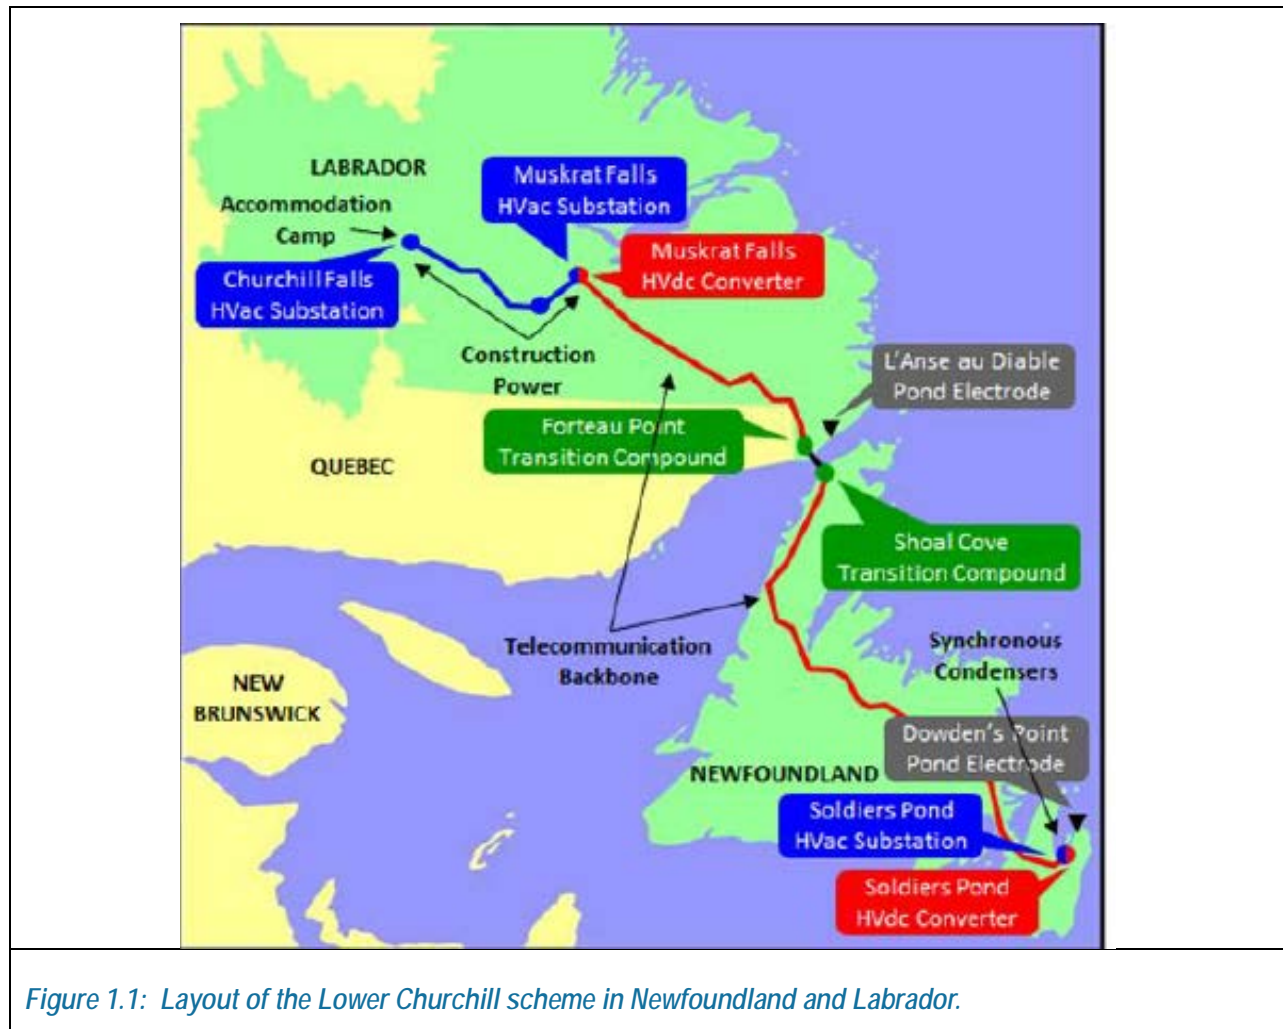 LABRADOR
Accommodation
Camp
Muskrat Falls
HVac Substation
Churchill Falls
HVac Substation
Muskrat Falls
HVdc Converter
Construction
Power
L'Anse au Diable
Pond Electrode
Forteau Point
Transition Compound
QUEBEC
Shoal Cove
Transition Compound
Telecommunication
Backbone
Synchronous
Condensers
NEW
BRUNSWICK
Dowden's Point
Pond Electrode
NEWFOUNDLAND
Soldiers Pond
HVac Substation
Soldiers Pond
HVdc Converter
Figure 1.1: Layout of the Lower Churchill scheme in Newfoundland and Labrador.